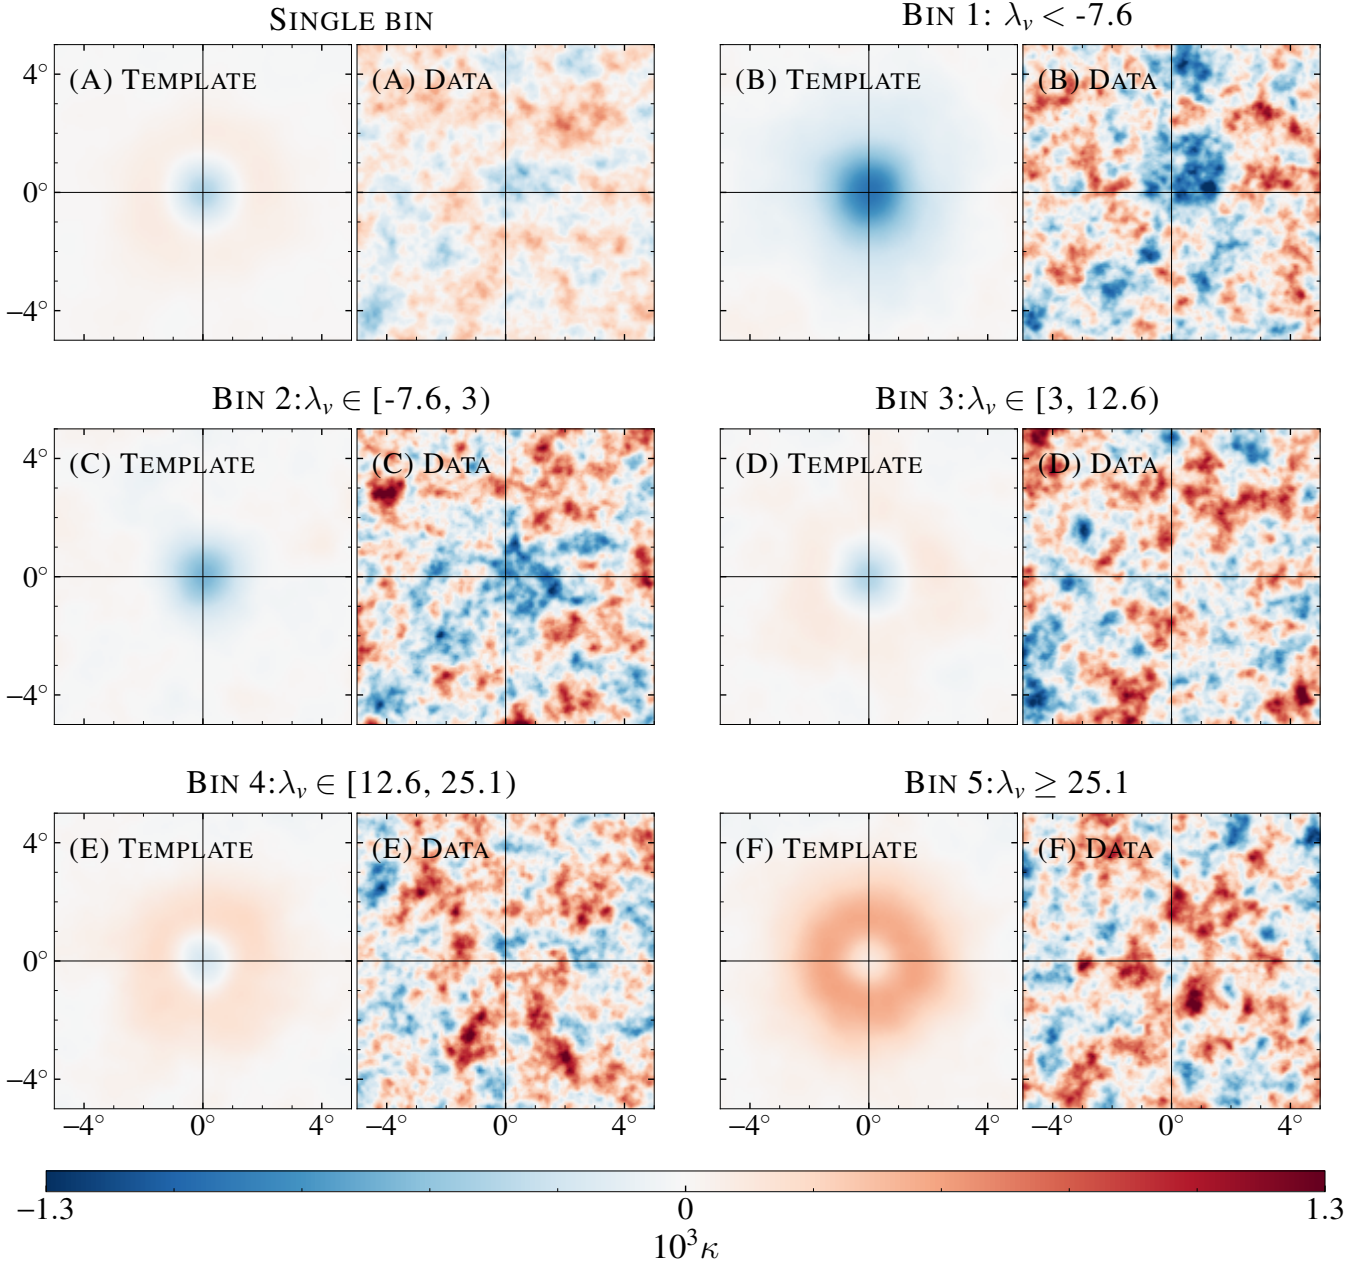 SINGLE BIN
BIN 1: λᵥ < -7.6
(A) TEMPLATE
(A) DATA
(B) TEMPLATE
(B) DATA
4°
0°
−4°
BIN 2:λᵥ ∈ [-7.6, 3)
BIN 3:λᵥ ∈ [3, 12.6)
(C) TEMPLATE
(C) DATA
(D) TEMPLATE
(D) DATA
4°
0°
−4°
BIN 4:λᵥ ∈ [12.6, 25.1)
BIN 5:λᵥ ≥ 25.1
(E) TEMPLATE
(E) DATA
(F) TEMPLATE
(F) DATA
4°
0°
−4°
−4° 0° 4° −4° 0° 4° −4° 0° −4° 0° 4°
−1.3 0 1.3
10³κ